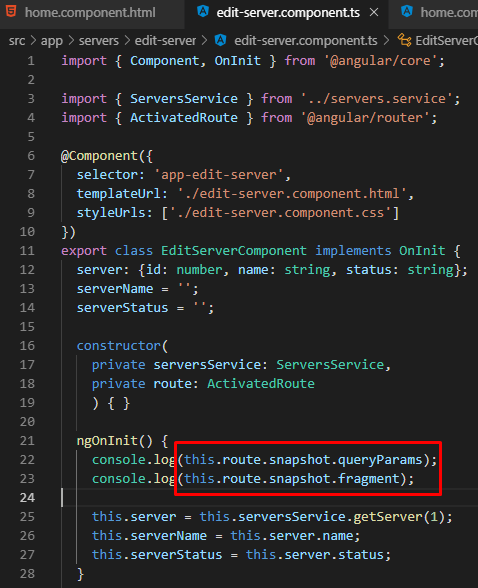 home.component.html
edit-server.component.ts
home.com
src > app > servers > edit-server > edit-server.component.ts > EditServerC
1 import { Component, OnInit } from '@angular/core';
2
3 import { ServersService } from '../servers.service';
4 import { ActivatedRoute } from '@angular/router';
5
6 @Component({
7 selector: 'app-edit-server',
8 templateUrl: './edit-server.component.html',
9 styleUrls: ['./edit-server.component.css']
10 })
11 export class EditServerComponent implements OnInit {
12 server: {id: number, name: string, status: string};
13 serverName = '';
14 serverStatus = '';
15
16 constructor(
17 private serversService: ServersService,
18 private route: ActivatedRoute
19 ) { }
20
21 ngOnInit() {
22 console.log(this.route.snapshot.queryParams);
23 console.log(this.route.snapshot.fragment);
24
25 this.server = this.serversService.getServer(1);
26 this.serverName = this.server.name;
27 this.serverStatus = this.server.status;
28 }